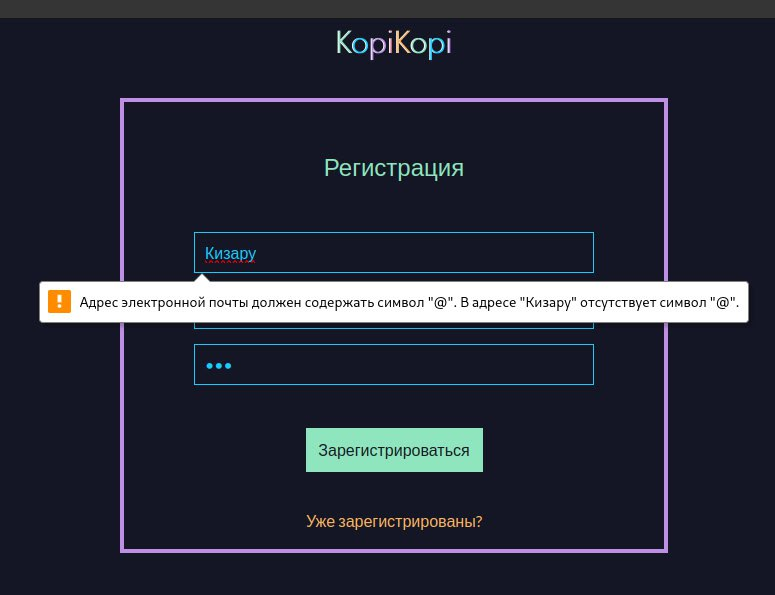 KopiKopi
Регистрация
Кизару
Адрес электронной почты должен содержать символ "@". В адресе "Кизару" отсутствует символ "@".
Зарегистрироваться
Уже зарегистрированы?